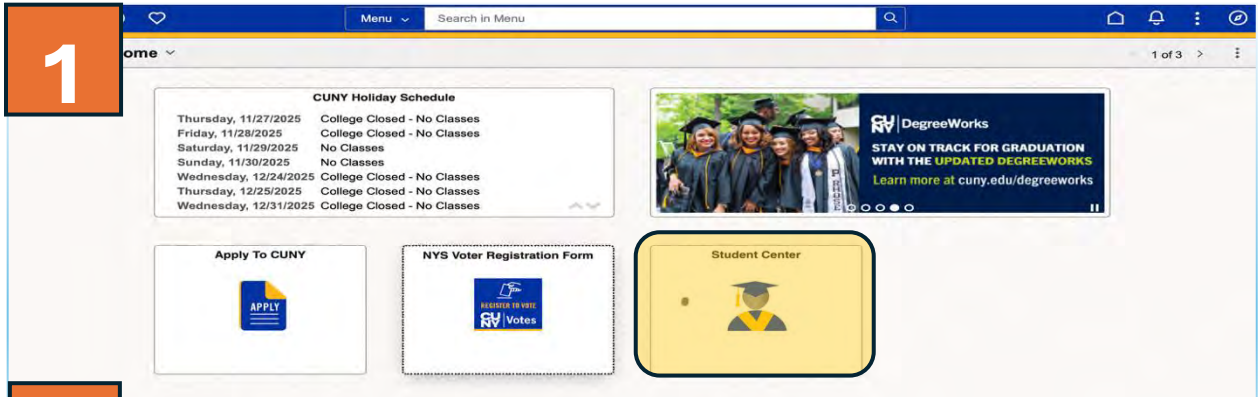 1
ome
Menu
Search in Menu
1 of 3
CUNY Holiday Schedule
Thursday, 11/27/2025 College Closed - No Classes
Friday, 11/28/2025 College Closed - No Classes
Saturday, 11/29/2025 No Classes
Sunday, 11/30/2025 No Classes
Wednesday, 12/24/2025 College Closed - No Classes
Thursday, 12/25/2025 College Closed - No Classes
Wednesday, 12/31/2025 College Closed - No Classes
CUNY DegreeWorks
STAY ON TRACK FOR GRADUATION
WITH THE UPDATED DEGREEWORKS
Learn more at cuny.edu/degreeworks
Apply To CUNY
APPLY
NYS Voter Registration Form
REGISTER TO VOTE
CUNY Votes
Student Center